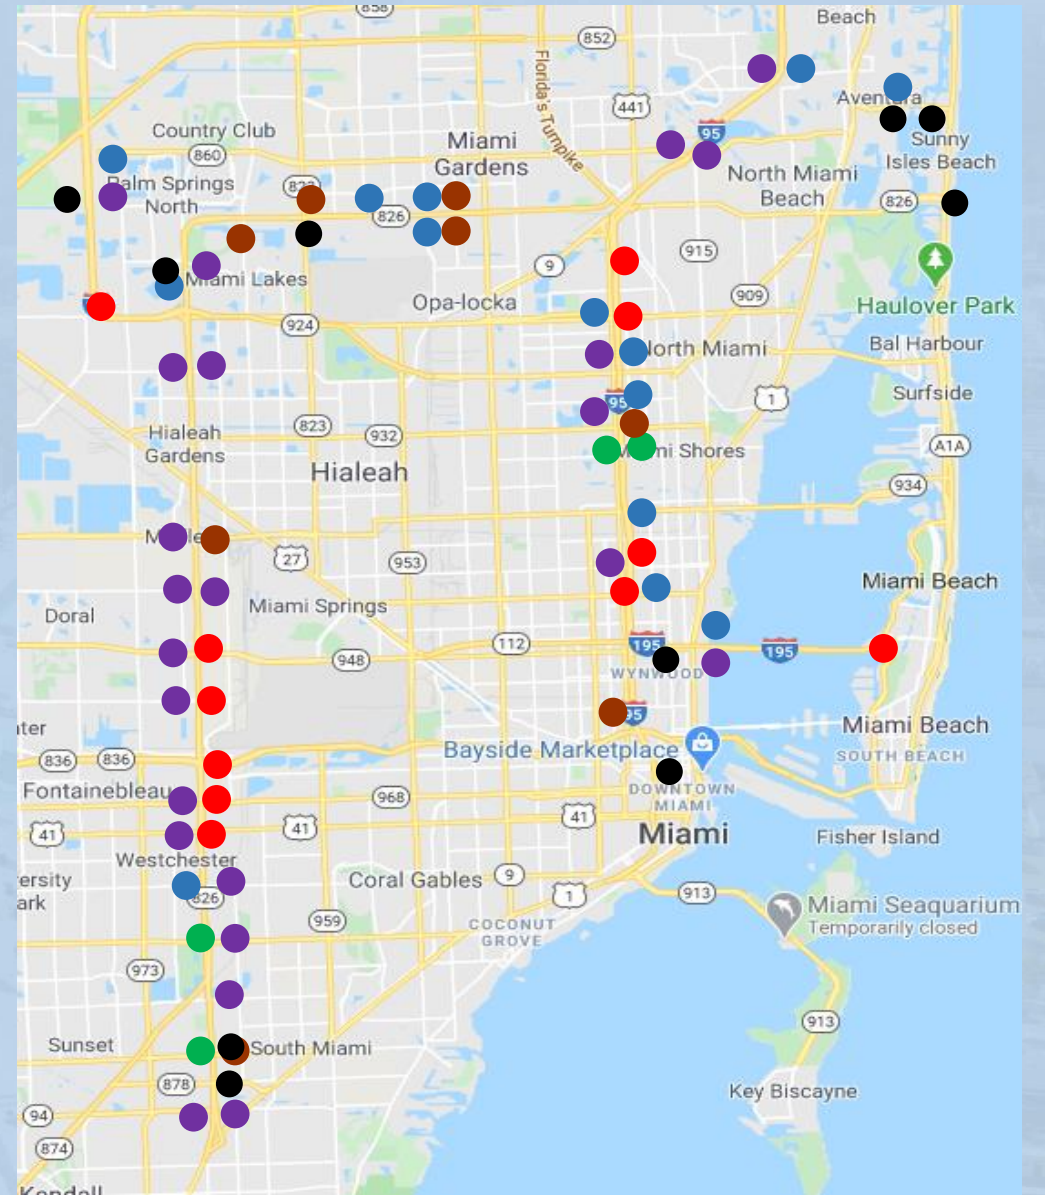 858
Beach
852
Florida's Turnpike
441
Aventura
95
Country Club
860
Miami
Gardens
Sunny
Isles Beach
North Miami
Beach
Palm Springs
North
826
826
915
9
Miami Lakes
Opa-locka
909
Haulover Park
924
North Miami
Bal Harbour
95
1
Surfside
823
932
Hialeah
Gardens
Hialeah
Shores
A1A
934
27
953
Miami Beach
Doral
Miami Springs
112
195
195
948
WYNWOOD
95
Miami Beach
SOUTH BEACH
Bayside Marketplace
836
836
Fontainebleau
968
DOWNTOWN
MIAMI
41
41
41
Miami
Fisher Island
Westchester
ersity
ark
826
Coral Gables
9
1
913
Miami Seaquarium
Temporarily closed
959
COCONUT
GROVE
973
913
Sunset
South Miami
878
Key Biscayne
94
874
Kendall